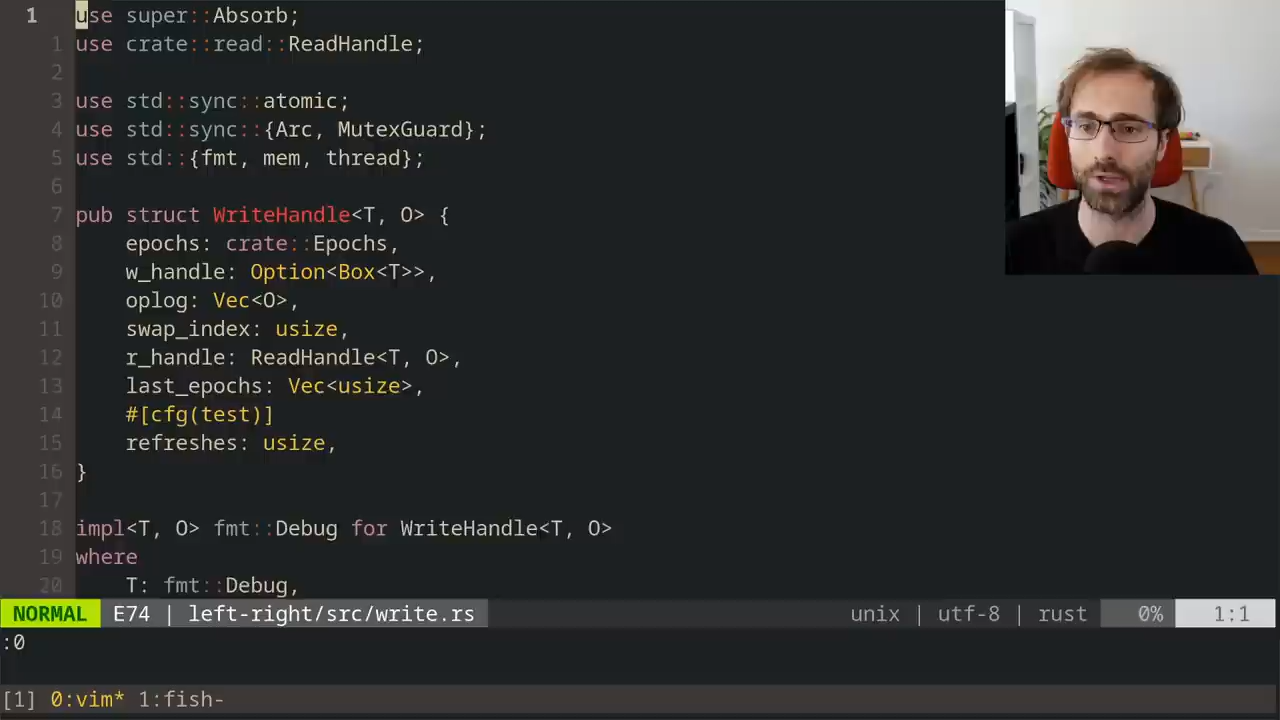 1 use super::Absorb;
1 use crate::read::ReadHandle;
2
3 use std::sync::atomic;
4 use std::sync::{Arc, MutexGuard};
5 use std::{fmt, mem, thread};
6
7 pub struct WriteHandle<T, O> {
8     epochs: crate::Epochs,
9     w_handle: Option<Box<T>>,
10     oplog: Vec<O>,
11     swap_index: usize,
12     r_handle: ReadHandle<T, O>,
13     last_epochs: Vec<usize>,
14     #[cfg(test)]
15     refreshes: usize,
16 }
17
18 impl<T, O> fmt::Debug for WriteHandle<T, O>
19 where
20     T: fmt::Debug,
NORMAL E74 | left-right/src/write.rs unix | utf-8 | rust 0% 1:1
:0
[1] 0:vim* 1:fish-